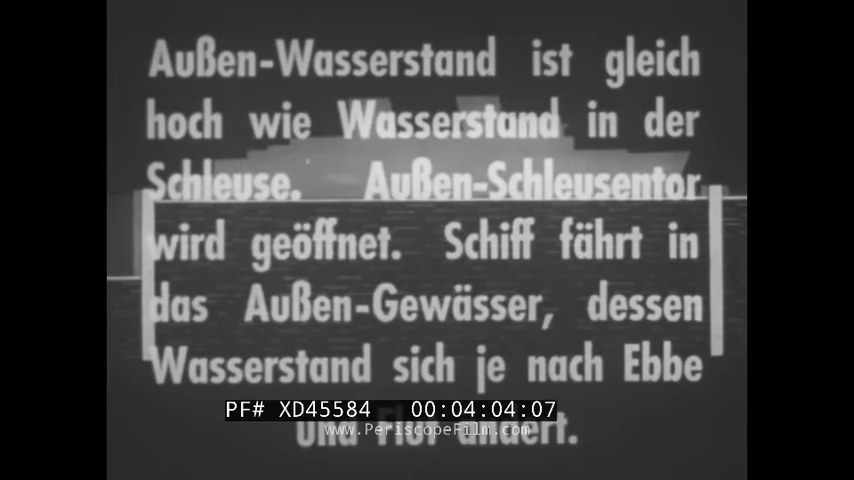 Außen-Wasserstand ist gleich
hoch wie Wasserstand in der
Schleuse. Außen-Schleusentor
wird geöffnet. Schiff fährt in
das Außen-Gewässer, dessen
Wasserstand sich je nach Ebbe
und Flut ändert.
PF# XD45584 00:04:04:07
www.PeriscopeFilm.com